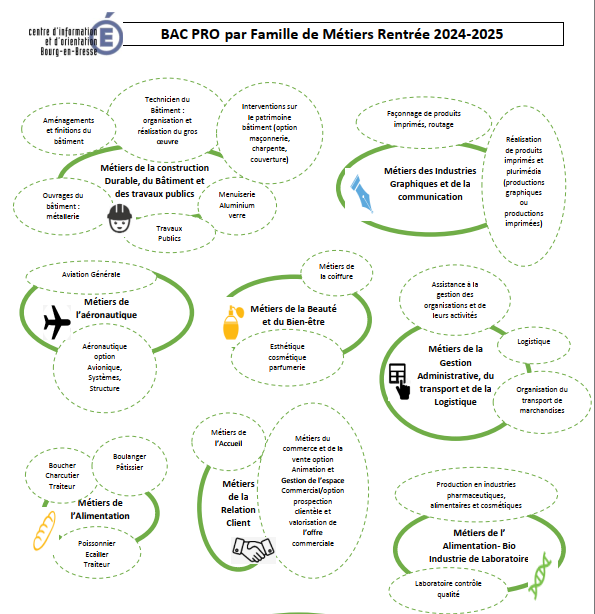 centre d'information
et d'orientation
Bourg-en-Bresse
BAC PRO par Famille de Métiers Rentrée 2024-2025
Aménagements
et finitions du
bâtiment
Technicien du
Bâtiment :
organisation et
réalisation du gros
œuvre
Interventions sur
le patrimoine
bâtiment (option
maçonnerie,
charpente,
couverture)
Métiers de la construction
Durable, du Bâtiment et
des travaux publics
Ouvrages du
bâtiment :
métallerie
Menuiserie
Aluminium
verre
Travaux
Publics
Façonnage de produits
imprimés, routage
Métiers des Industries
Graphiques et de la
communication
Réalisation
de produits
imprimés et
plurimédia
(productions
graphiques
ou
productions
imprimées)
Aviation Générale
Métiers de
l'aéronautique
Aéronautique
option
Avionique,
Systèmes,
Structure
Métiers de
la coiffure
Métiers de la Beauté
et du Bien-être
Esthétique
cosmétique
parfumerie
Assistance à la
gestion des
organisations et de
leurs activités
Métiers de la
Gestion
Administrative, du
transport et de la
Logistique
Logistique
Organisation du
transport de
marchandises
Boucher
Charcutier
Traiteur
Boulanger
Pâtissier
Métiers de
l'Alimentation
Poissonnier
Ecailler
Traiteur
Métiers de
l'Accueil
Métiers
de la
Relation
Client
Métiers du
commerce et de la
vente option
Animation et
Gestion de l'espace
Commercial/option
prospection
clientèle et
valorisation de
l'offre
commerciale
Production en industries
pharmaceutiques,
alimentaires et cosmétiques
Métiers de l'
Alimentation- Bio
Industrie de Laboratoire
Laboratoire contrôle
qualité